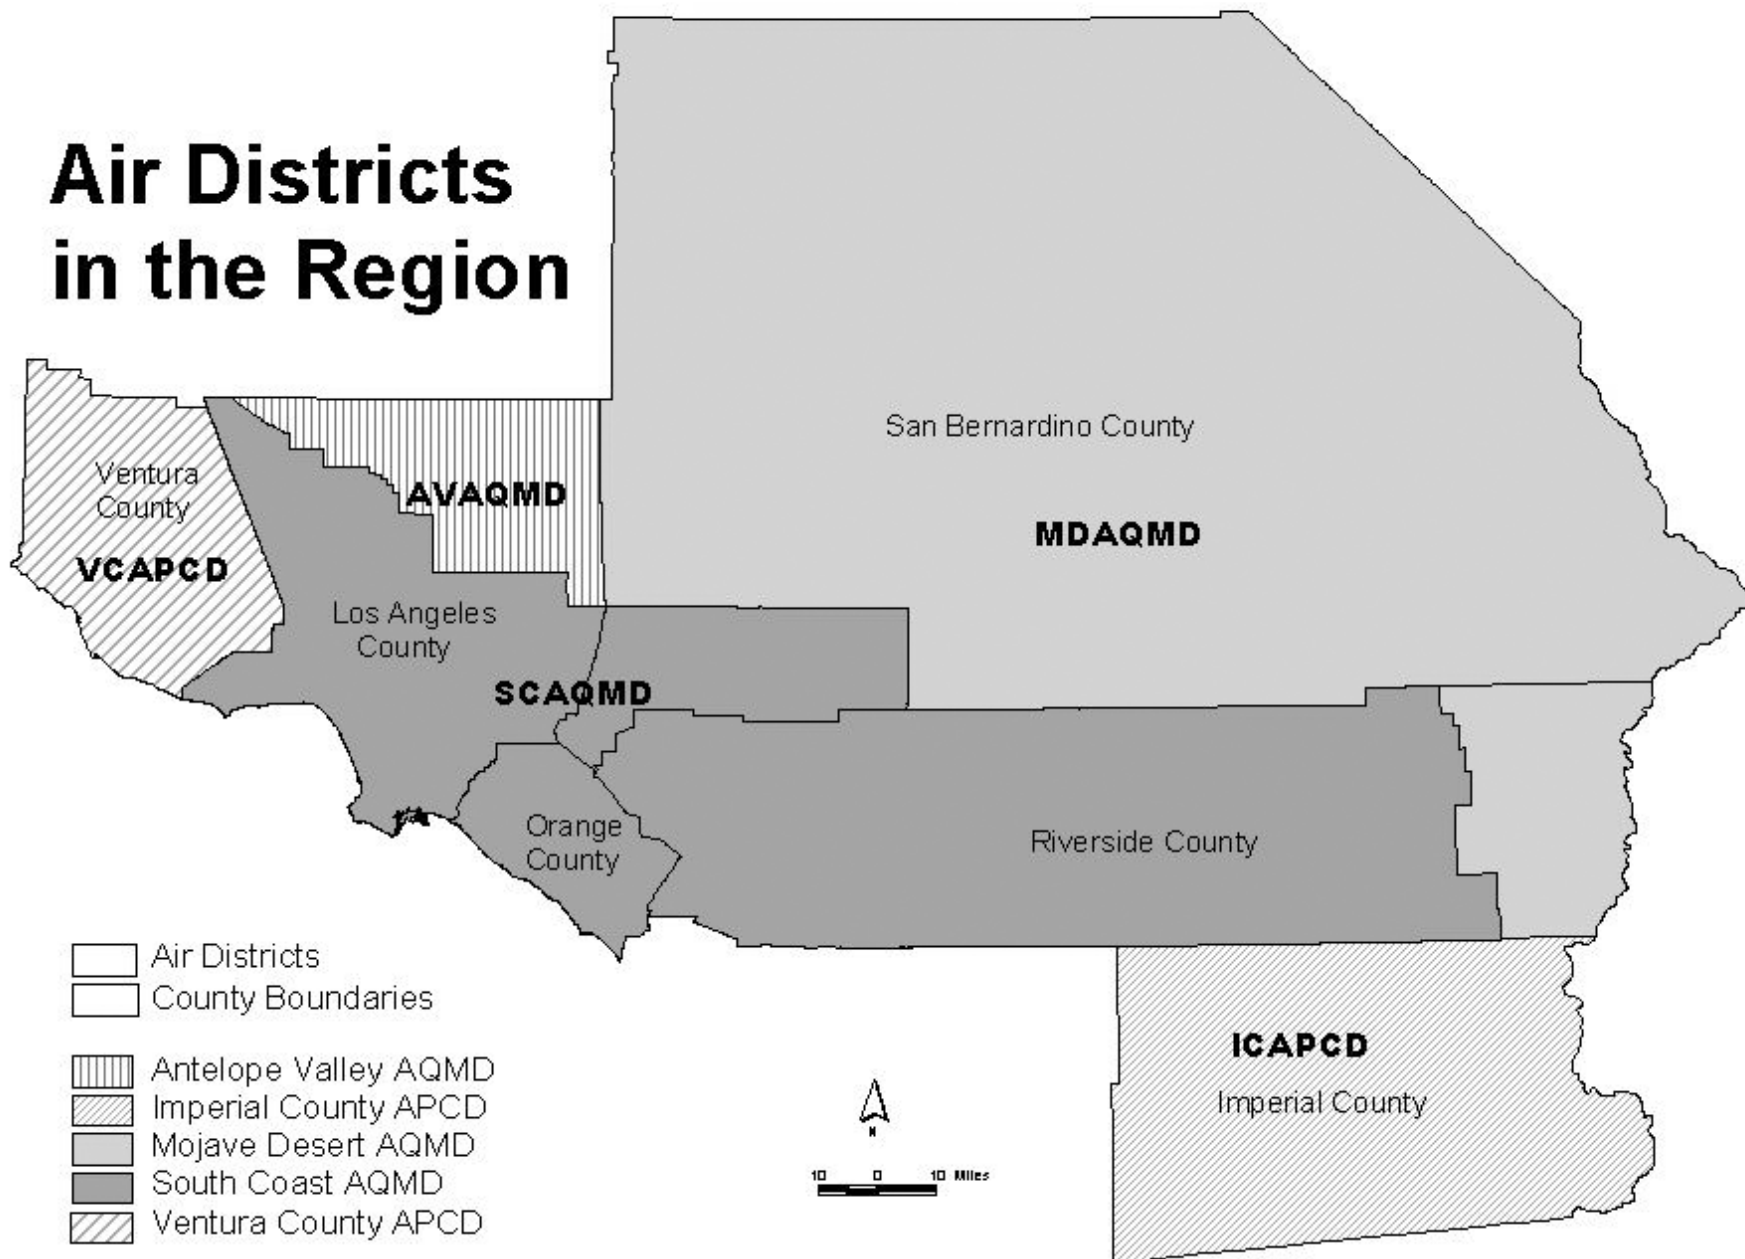 Air Districts
in the Region
San Bernardino County
Ventura
County
AVAQMD
MDAQMD
VCAPCD
Los Angeles
County
SCAQMD
Orange
County
Riverside County
Air Districts
County Boundaries
ICAPCD
Imperial County
Antelope Valley AQMD
Imperial County APCD
Mojave Desert AQMD
South Coast AQMD
Ventura County APCD
N
10 0 10 Miles